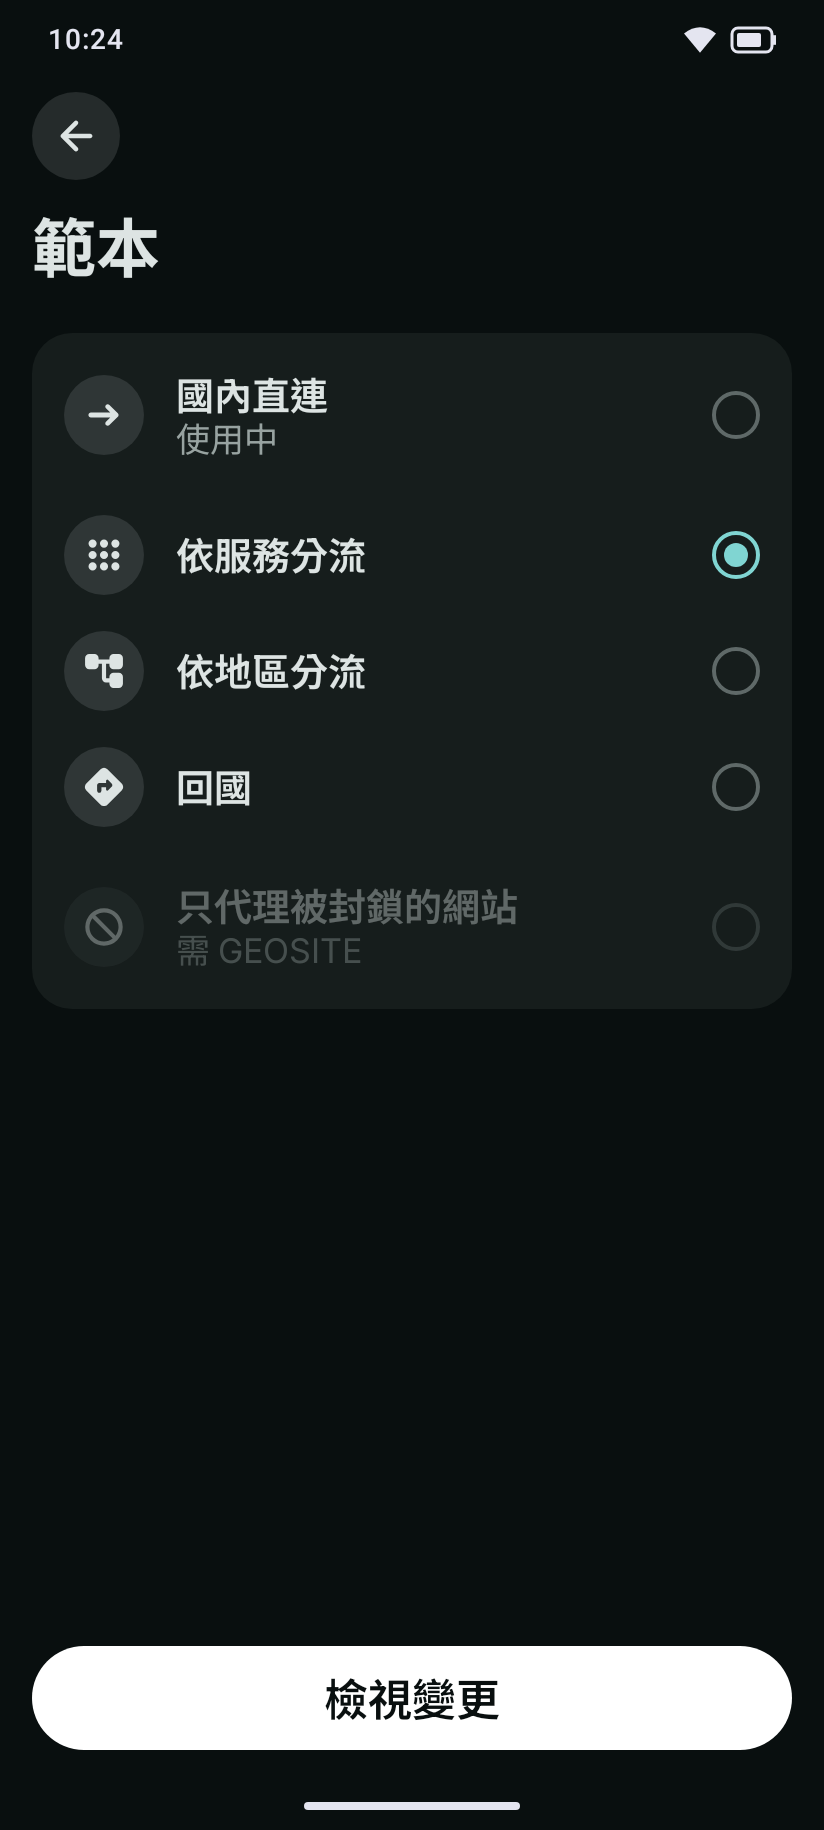 10:24
範本
國內直連
使用中
依服務分流
依地區分流
回國
只代理被封鎖的網站
需 GEOSITE
檢視變更